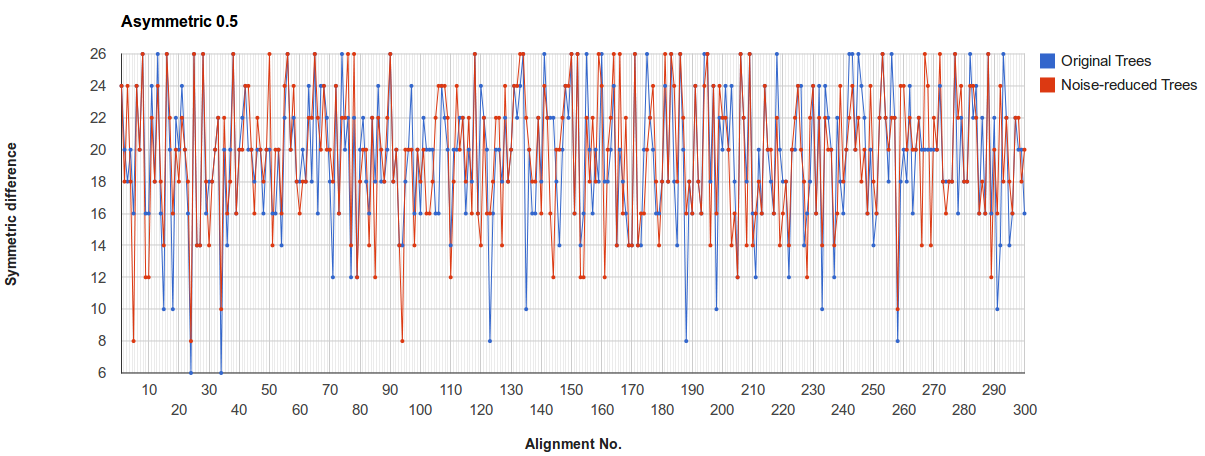 Asymmetric 0.5
26
24
22
20
18
16
14
12
10
8
6
Symmetric difference
10 30 50 70 90 110 130 150 170 190 210 230 250 270 290
20 40 60 80 100 120 140 160 180 200 220 240 260 280 300
Alignment No.
Original Trees
Noise-reduced Trees